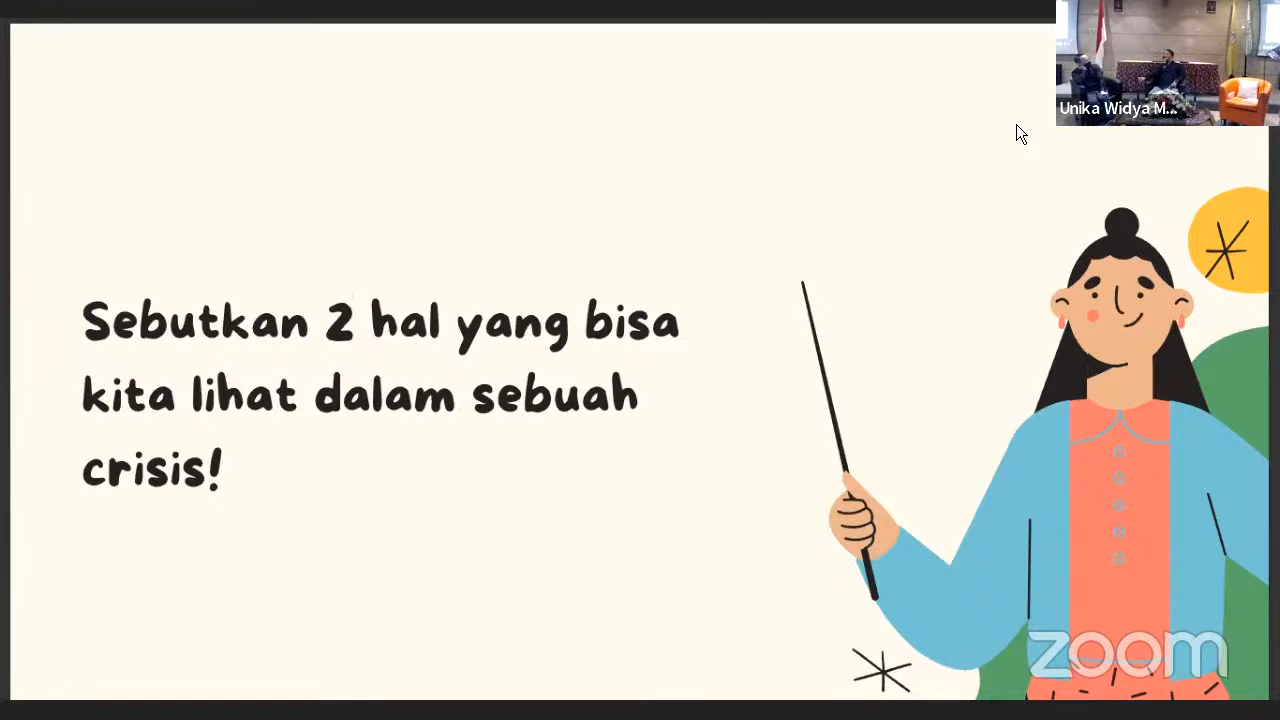 Unika Widya M...
Sebutkan 2 hal yang bisa
kita lihat dalam sebuah
crisis!
zoom